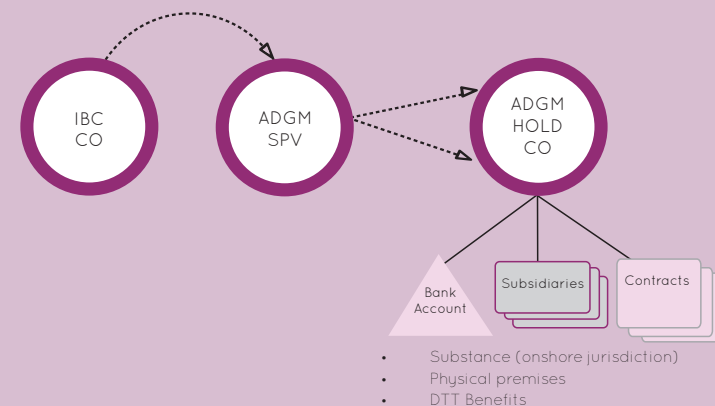 IBC
CO
ADGM
SPV
ADGM
HOLD
CO
Bank
Account
Subsidiaries
Contracts
• Substance (onshore jurisdiction)
• Physical premises
• DTT Benefits